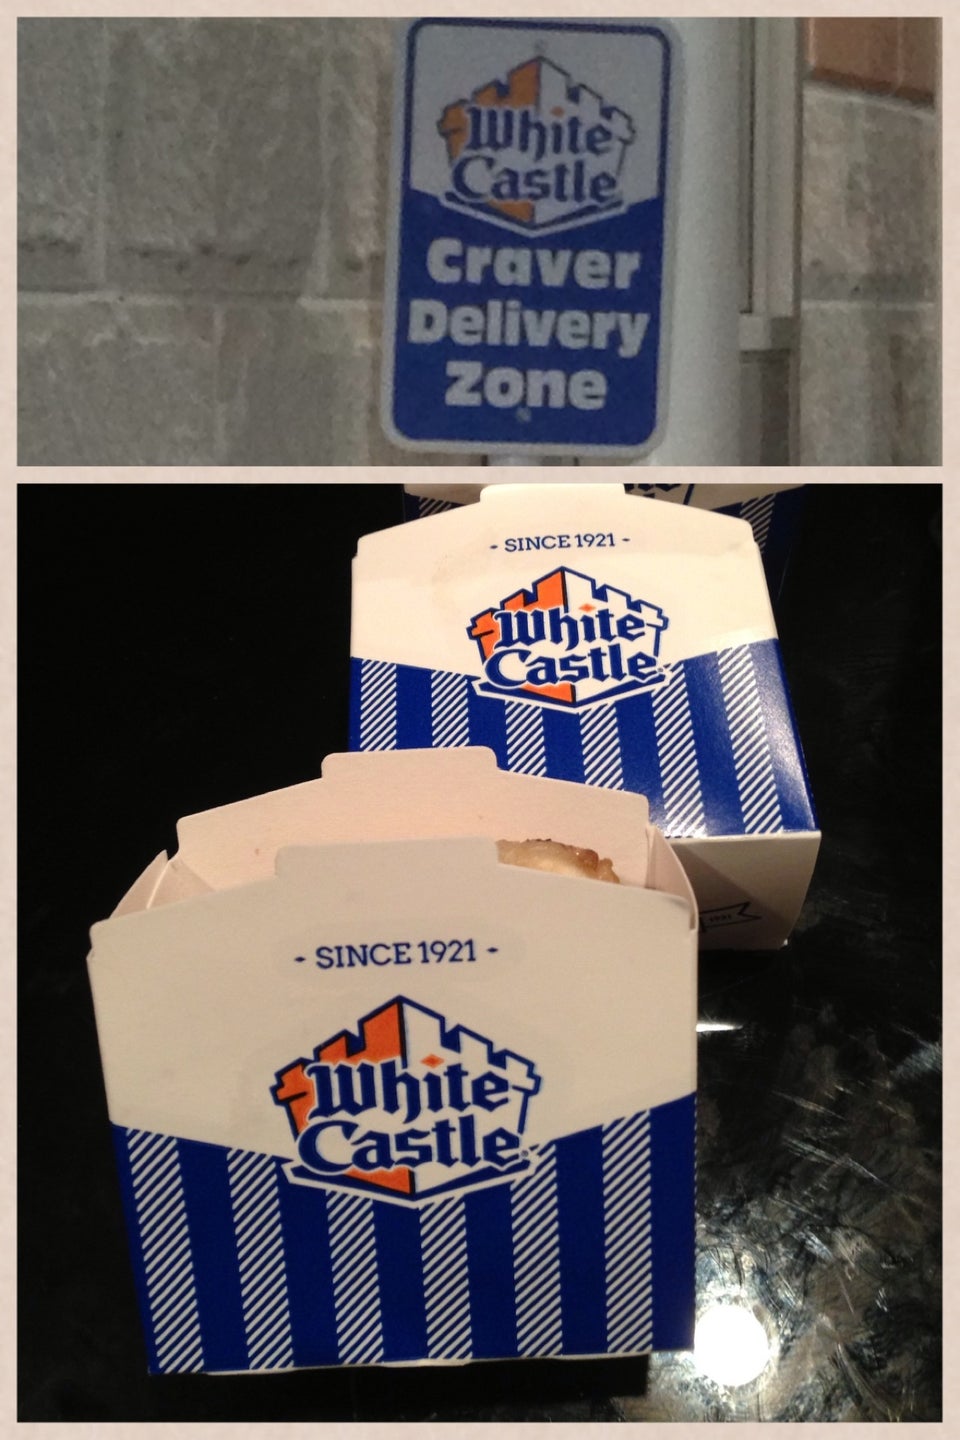 White
Castle
Craver
Delivery
Zone
- SINCE 1921 -
White
Castle
- SINCE 1921 -
White
Castle